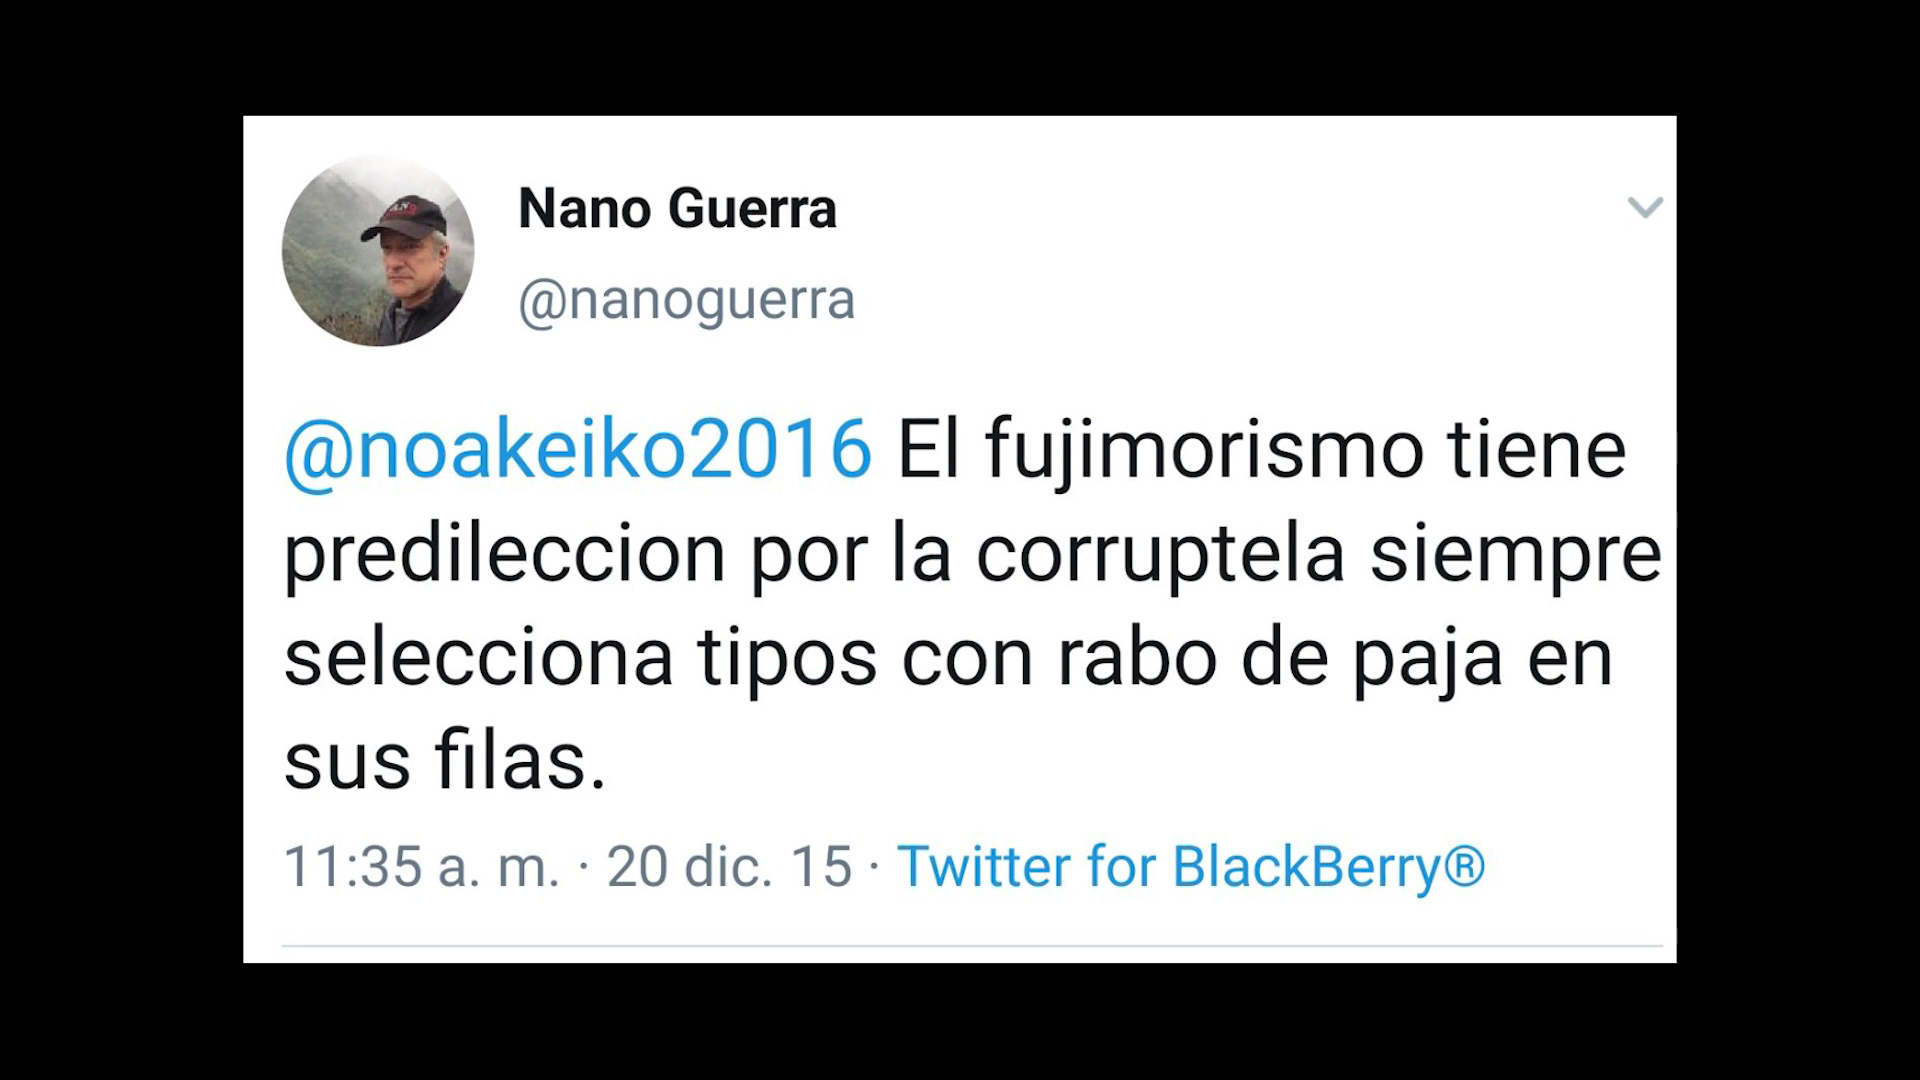 Nano Guerra
@nanoguerra
@noakeiko2016 El fujimorismo tiene
predileccion por la corruptela siempre
selecciona tipos con rabo de paja en
sus filas.
11:35 a. m. · 20 dic. 15 · Twitter for BlackBerry®